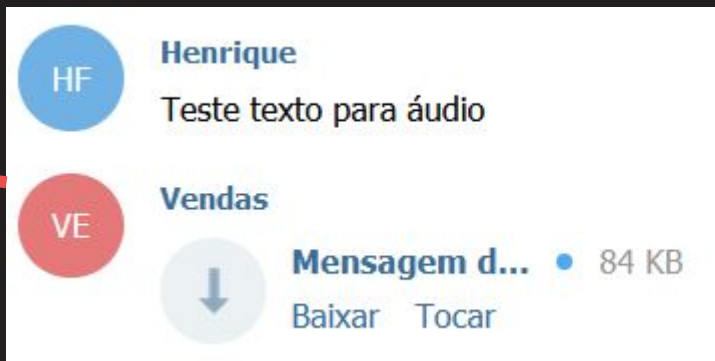 HF
Henrique
Teste texto para áudio
VE
Vendas
Mensagem d... 84 KB
Baixar Tocar